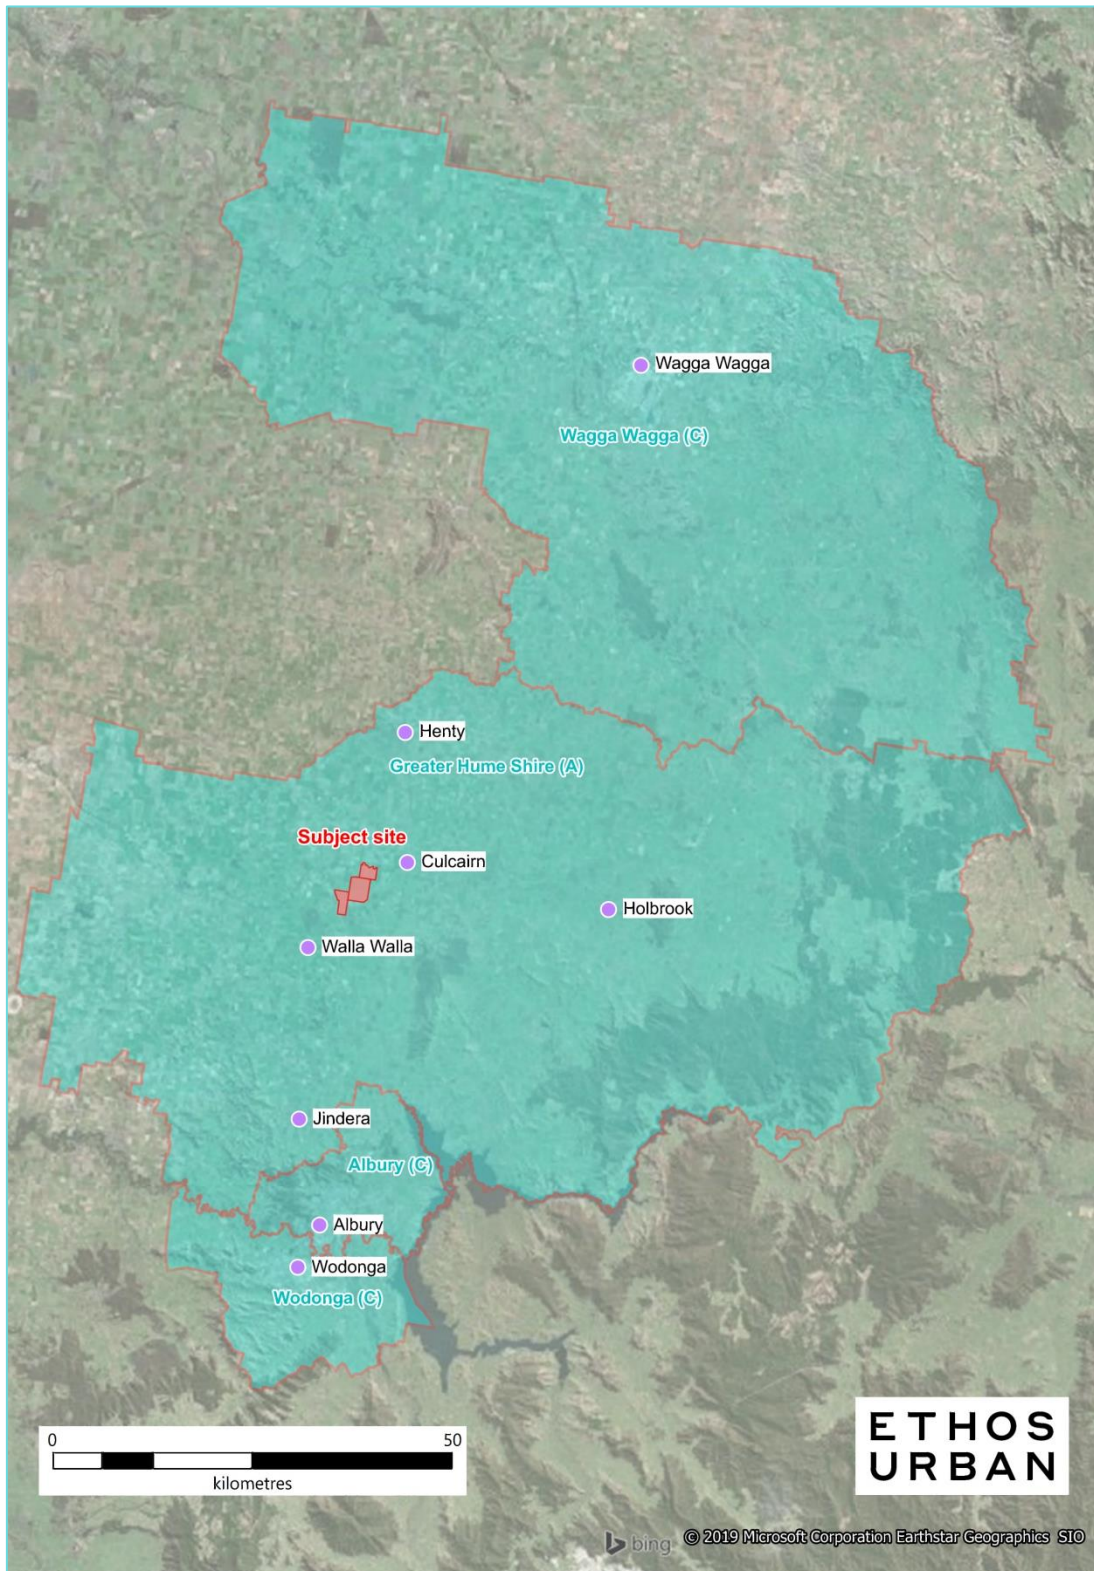 Wagga Wagga
Wagga Wagga (C)
Henty
Greater Hume Shire (A)
Subject site
Culcairn
Holbrook
Walla Walla
Jindera
Albury (C)
Albury
Wodonga
Wodonga (C)
0 50
kilometres
ETHOS
URBAN
bing © 2019 Microsoft Corporation Earthstar Geographics SIO